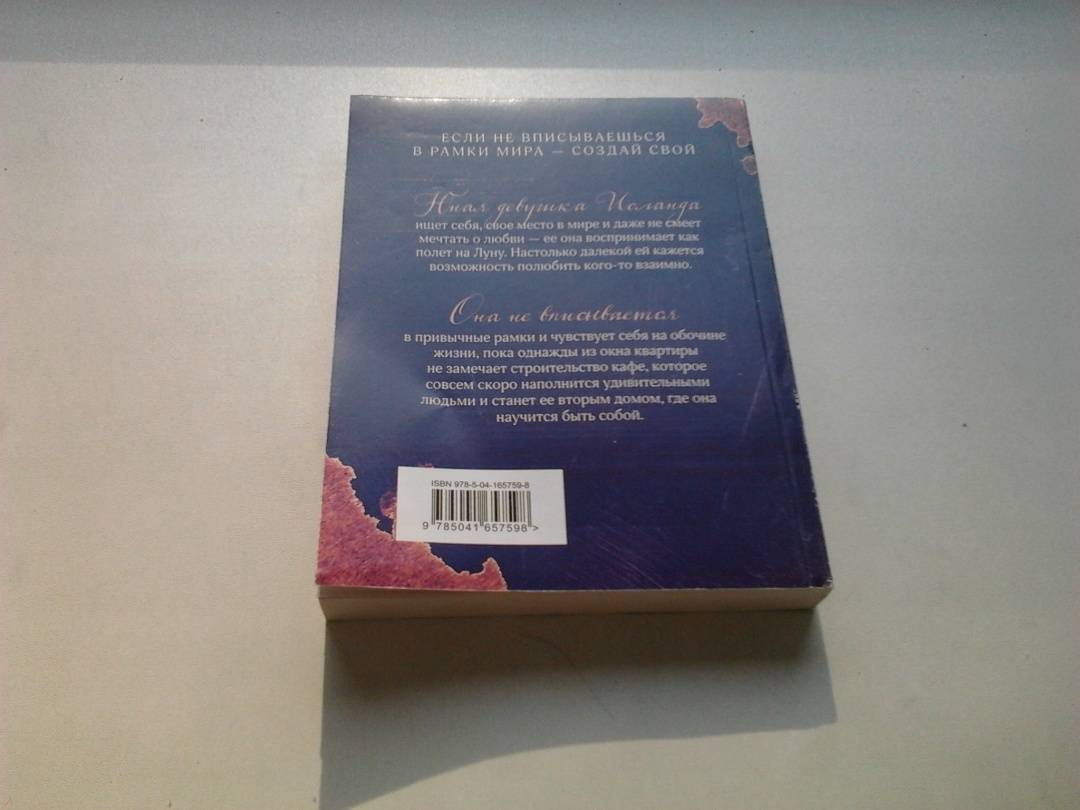 ЕСЛИ НЕ ВПИСЫВАЕШЬСЯ
В РАМКИ МИРА — СОЗДАЙ СВОЙ
Юная девушка Исланда
ищет себя, свое место в мире и даже не смеет
мечтать о любви — ее она воспринимает как
полет на Луну. Настолько далекой ей кажется
возможность полюбить кого-то взаимно.
Она не вписывается
в привычные рамки и чувствует себя на обочине
жизни, пока однажды из окна квартиры
не замечает строительство кафе, которое
совсем скоро наполнится удивительными
людьми и станет ее вторым домом, где она
научится быть собой.
ISBN 978-5-04-165759-8
9 785041 657598 >